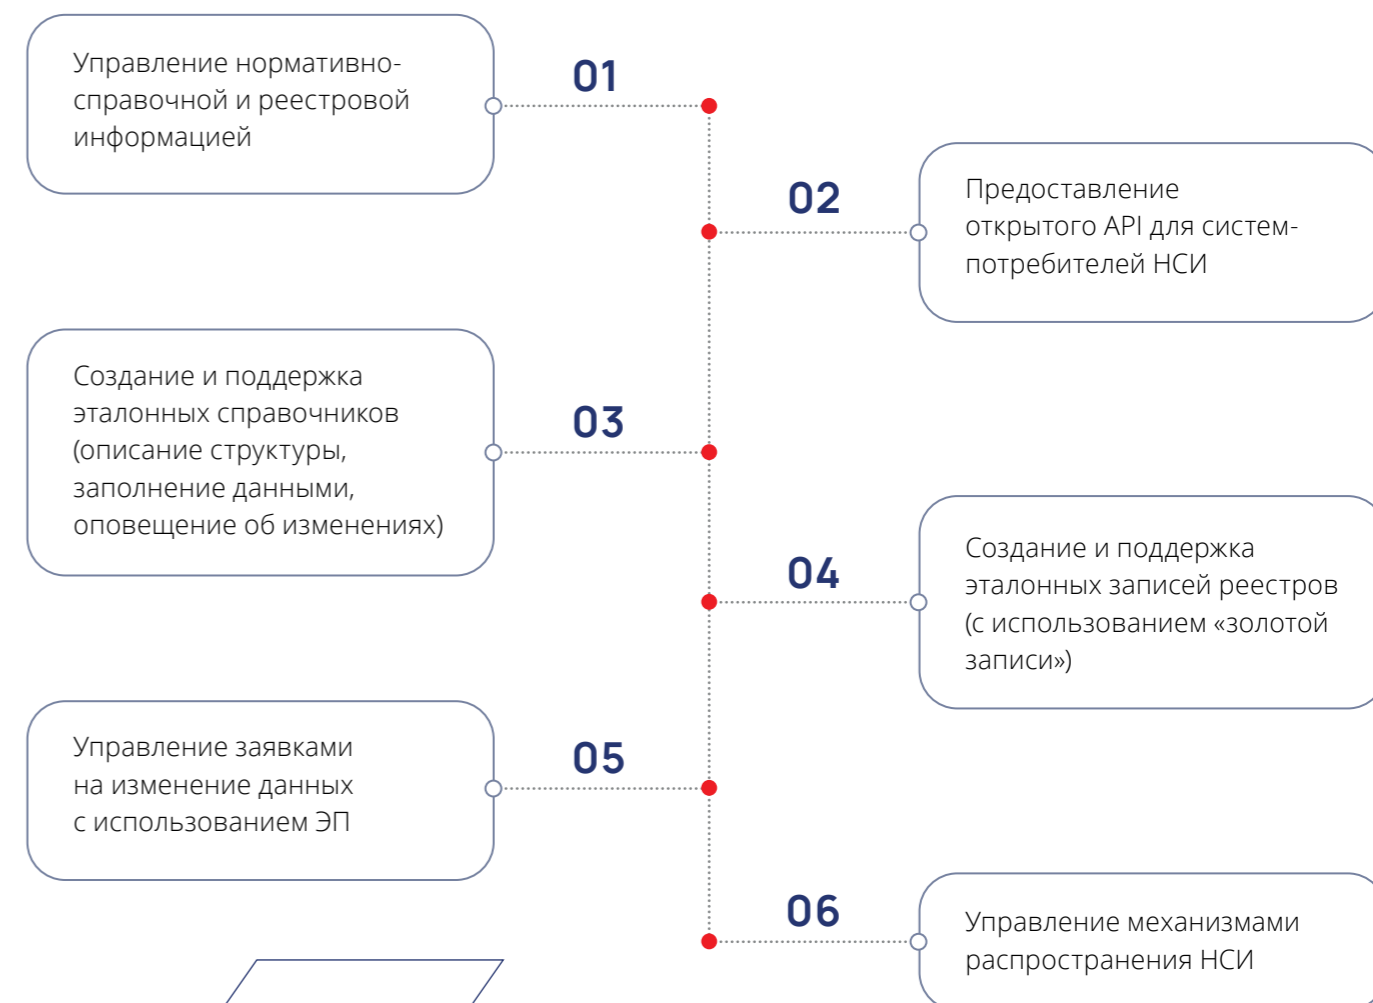 01
Управление нормативно-
справочной и реестровой
информацией
02
Предоставление
открытого API для систем-
потребителей НСИ
03
Создание и поддержка
эталонных справочников
(описание структуры,
заполнение данными,
оповещение об изменениях)
04
Создание и поддержка
эталонных записей реестров
(с использованием «золотой
записи»)
05
Управление заявками
на изменение данных
с использованием ЭП
06
Управление механизмами
распространения НСИ